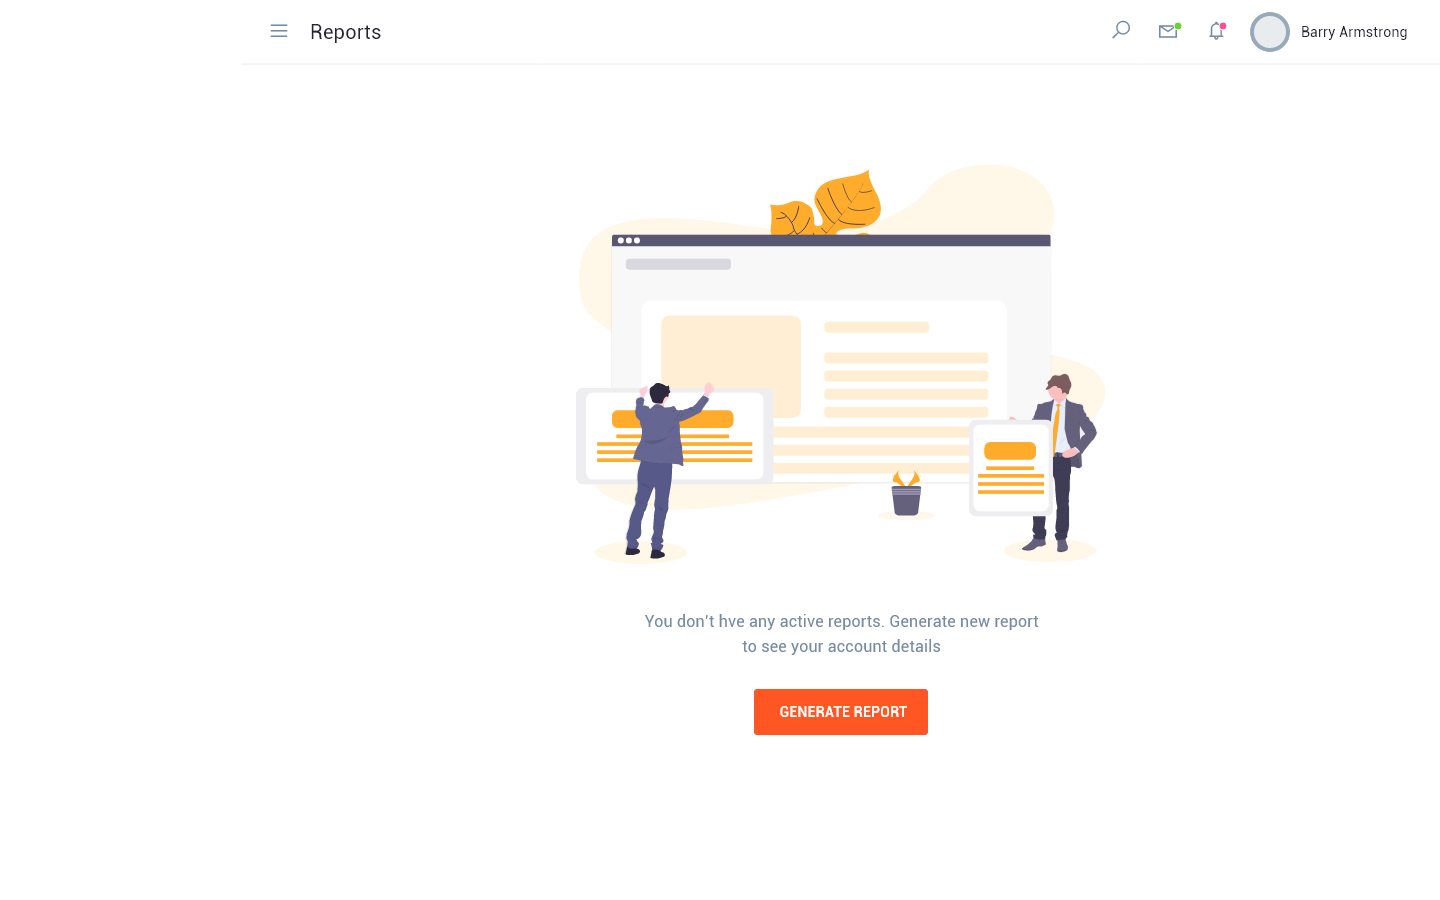 Reports
Barry Armstrong
You don't hve any active reports. Generate new report
to see your account details
GENERATE REPORT